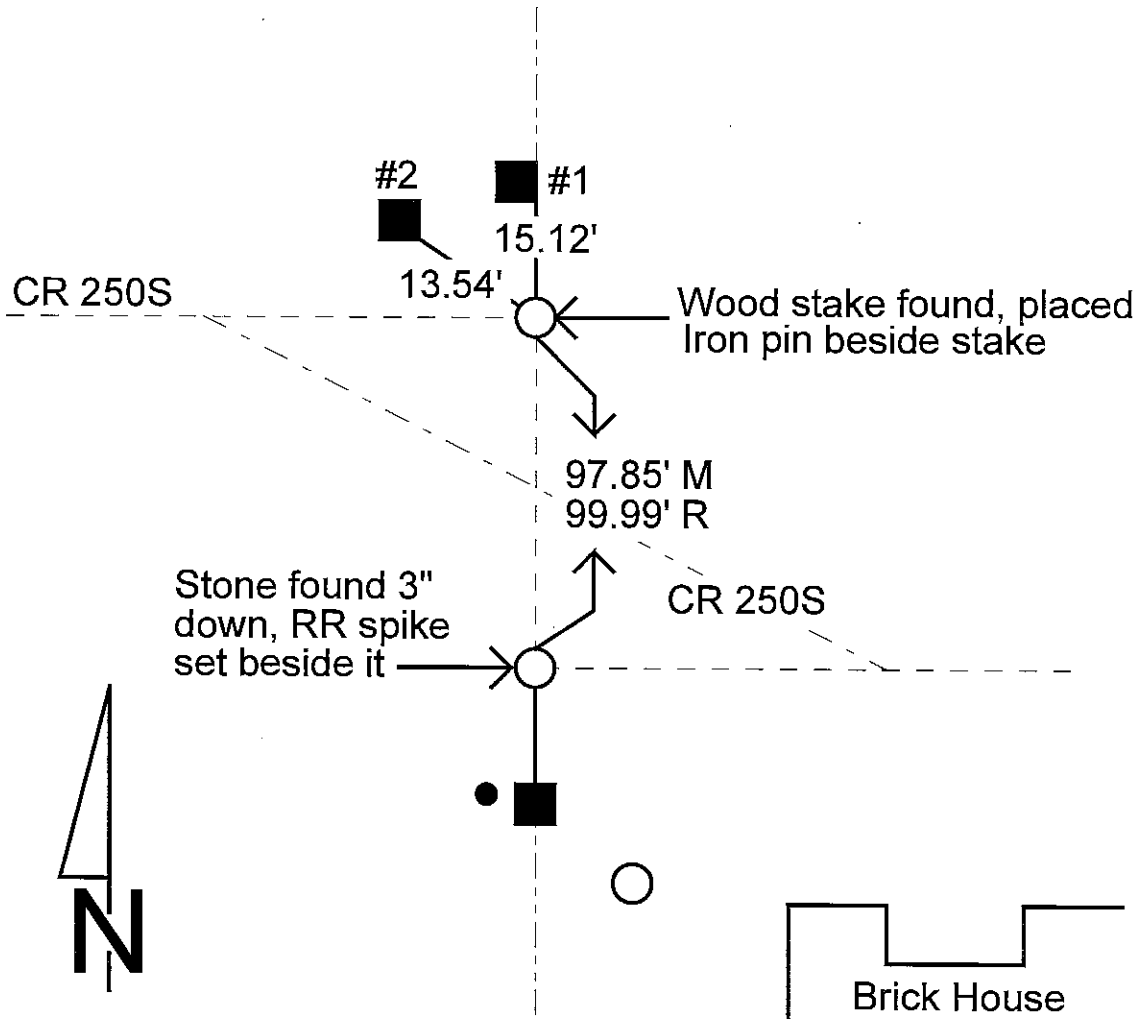 #2
#1
15.12'
13.54'
CR 250S
Wood stake found, placed
Iron pin beside stake
97.85' M
99.99' R
Stone found 3"
down, RR spike
set beside it
CR 250S
N
Brick House